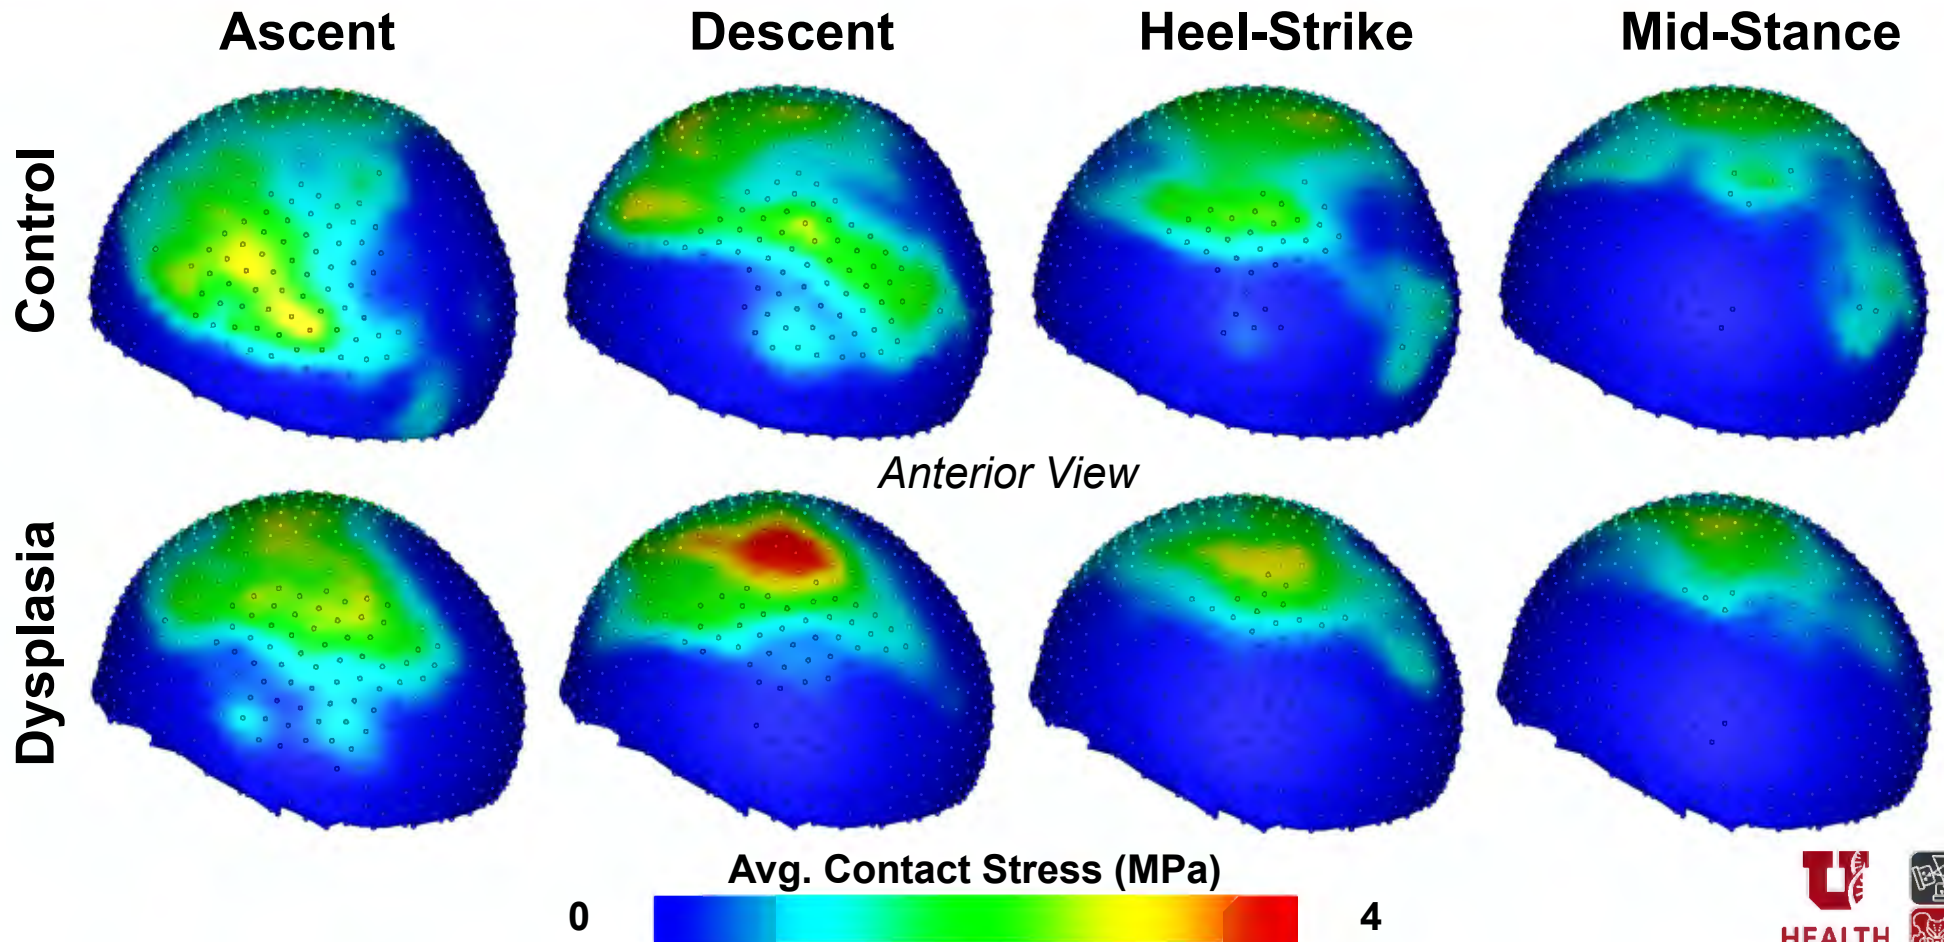 Ascent Descent Heel-Strike Mid-Stance
Control
Anterior View
Dysplasia
Avg. Contact Stress (MPa)
0 4
U
HEALTH